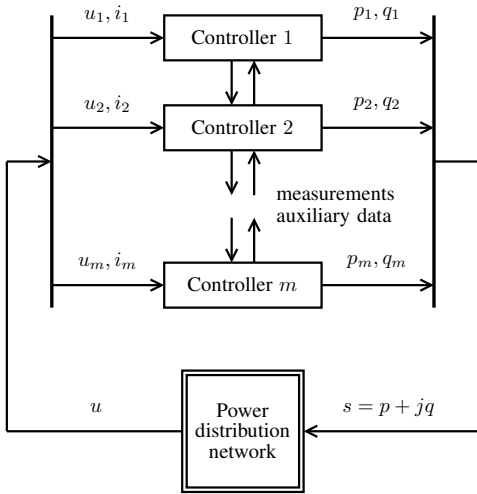 u₁, i₁
Controller 1
p₁, q₁
u₂, i₂
Controller 2
p₂, q₂
measurements
auxiliary data
uₘ, iₘ
Controller m
pₘ, qₘ
u
Power
distribution
network
s = p + jq